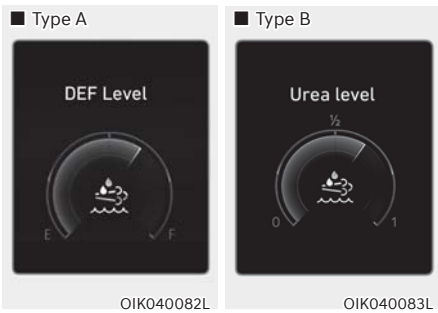 ■ Type A
DEF Level
E F
OIK040082L
■ Type B
Urea level
½
0 1
OIK040083L